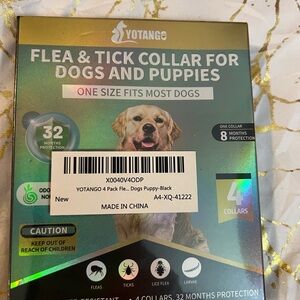 YOTANGO
FLEA & TICK COLLAR FOR
DOGS AND PUPPIES
ONE SIZE FITS MOST DOGS
32
MONTHS
PROTECTION
ONE COLLAR
8 MONTHS
PROTECTION
X0040V4ODP
YOTANGO 4 Pack Fle... Dogs Puppy-Black
New
A4-XQ-41222
MADE IN CHINA
4
COLLARS
CAUTION
KEEP OUT OF
REACH OF CHILDREN
FLEAS
TICKS
LICE FLEA
LARVAE
• 4 COLLARS, 32 MONTHS PROTECTION